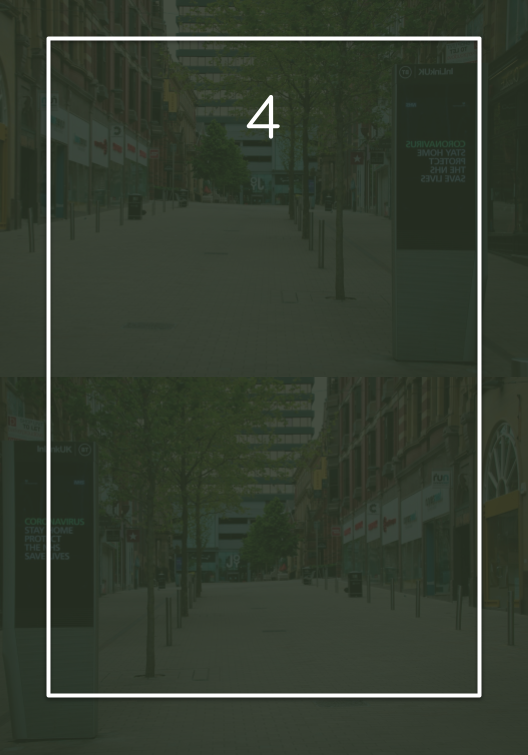 4
CORONAVIRUS
STAY HOME
PROTECT
THE NHS
SAVE LIVES
CORONAVIRUS
STAY HOME
PROTECT
THE NHS
SAVE LIVES